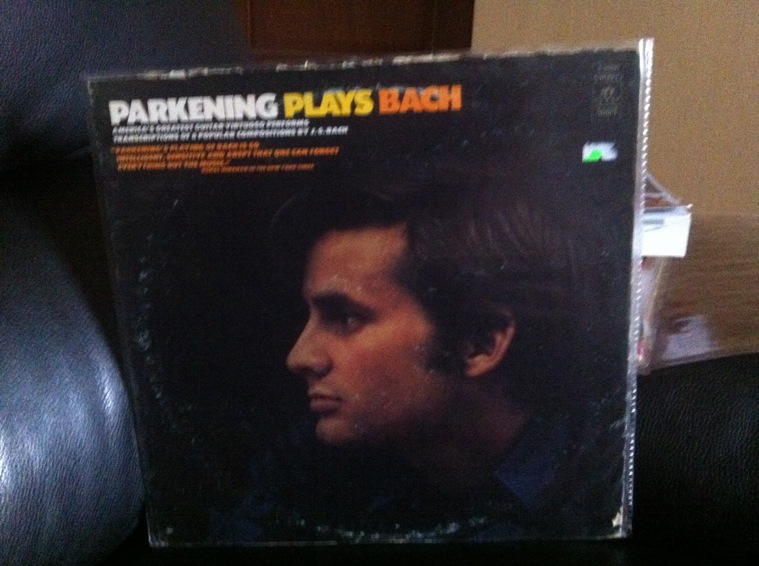 PARKENING PLAYS BACH
AMERICA'S GREATEST GUITAR VIRTUOSO PERFORMS
TRANSCRIPTIONS OF 8 POPULAR COMPOSITIONS BY J.S. BACH
"PARKENING'S PLAYING OF BACH IS SO
INTELLIGENT, SENSITIVE AND ADEPT THAT ONE CAN FORGET
EVERYTHING BUT THE MUSIC."